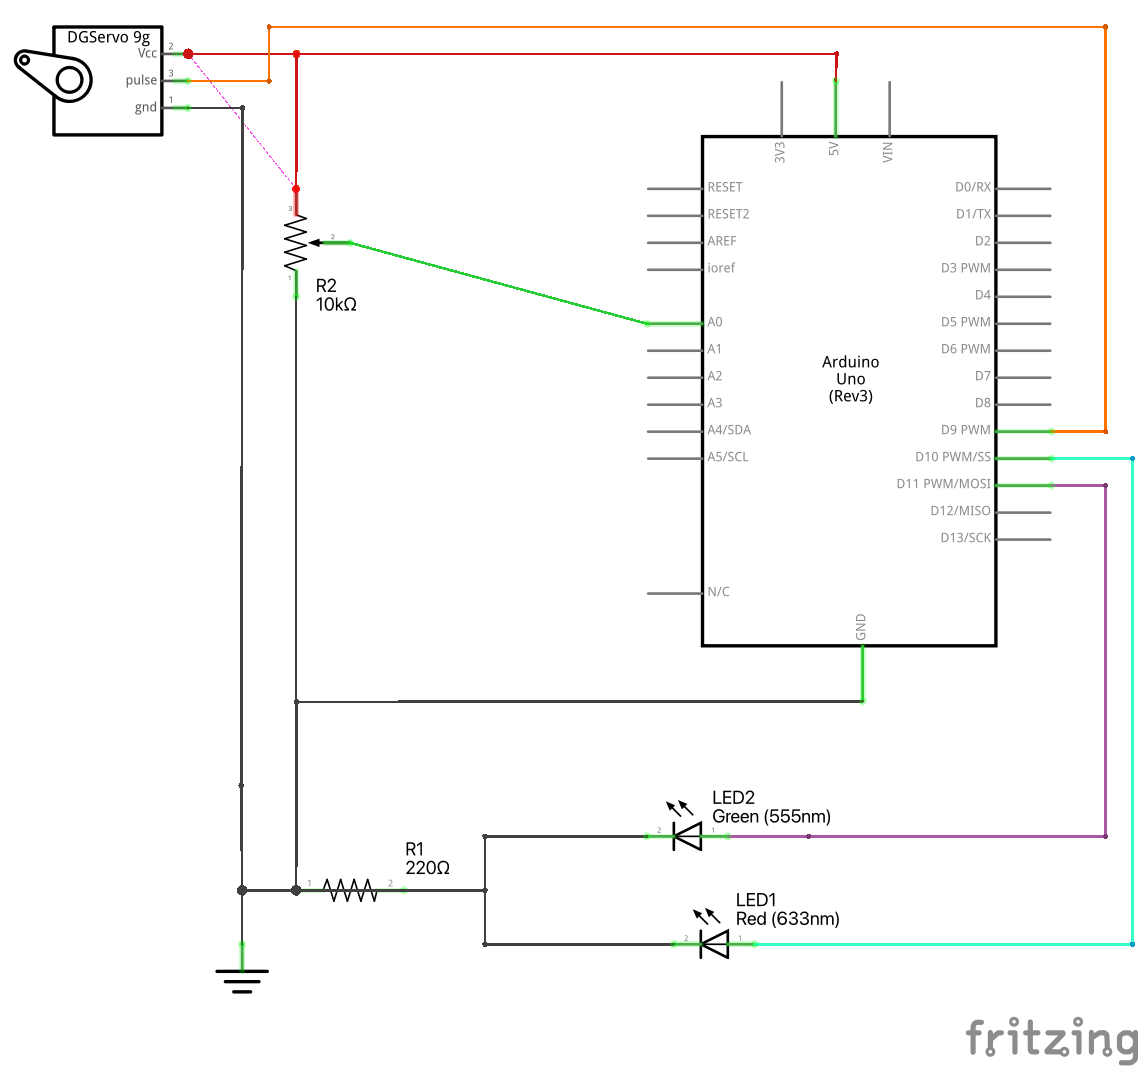 DGServo 9g
Vcc
2
pulse
3
gnd
1
3V3
5V
VIN
RESET
RESET2
AREF
ioref
A0
A1
A2
A3
A4/SDA
A5/SCL
N/C
D0/RX
D1/TX
D2
D3 PWM
D4
D5 PWM
D6 PWM
D7
D8
D9 PWM
D10 PWM/SS
D11 PWM/MOSI
D12/MISO
D13/SCK
GND
Arduino
Uno
(Rev3)
3
2
1
R2
10kΩ
LED2
Green (555nm)
2
1
R1
220Ω
1
2
LED1
Red (633nm)
2
1
fritzing